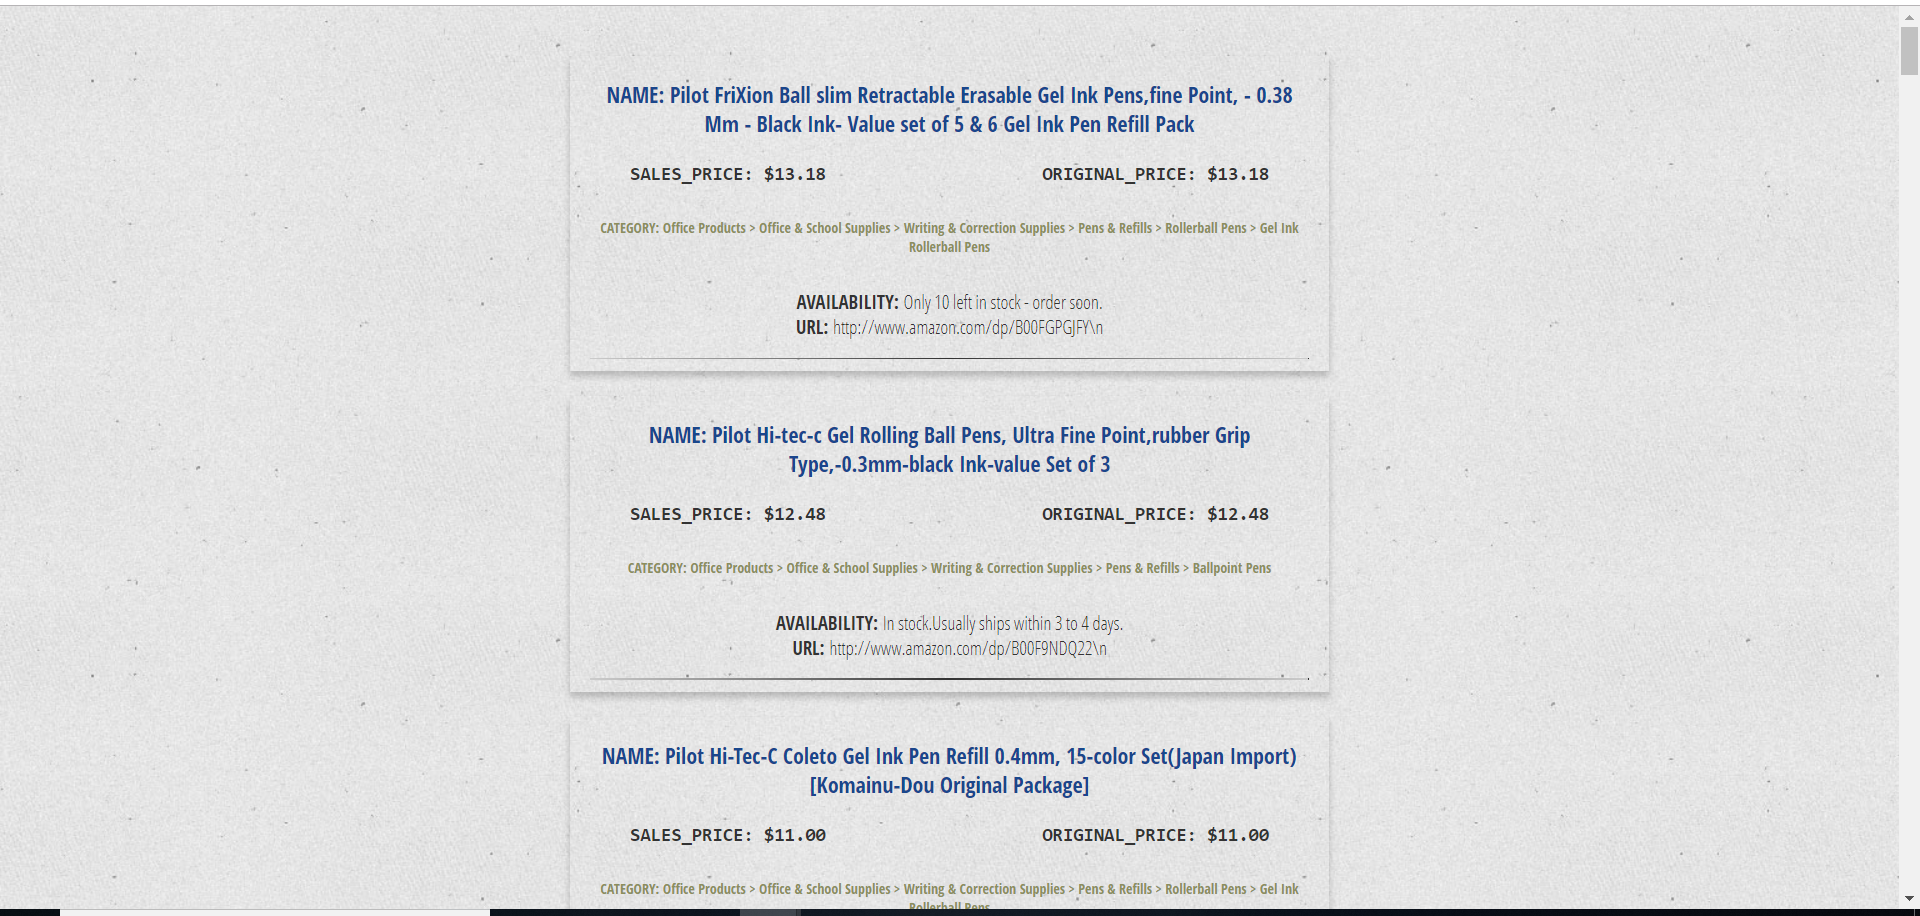 NAME: Pilot FriXion Ball slim Retractable Erasable Gel Ink Pens,fine Point, - 0.38
Mm - Black Ink- Value set of 5 & 6 Gel Ink Pen Refill Pack
SALES_PRICE: $13.18
ORIGINAL_PRICE: $13.18
CATEGORY: Office Products > Office & School Supplies > Writing & Correction Supplies > Pens & Refills > Rollerball Pens > Gel Ink
Rollerball Pens
AVAILABILITY: Only 10 left in stock - order soon.
URL: http://www.amazon.com/dp/B00FGPGJFY\n
NAME: Pilot Hi-tec-c Gel Rolling Ball Pens, Ultra Fine Point,rubber Grip
Type,-0.3mm-black Ink-value Set of 3
SALES_PRICE: $12.48
ORIGINAL_PRICE: $12.48
CATEGORY: Office Products > Office & School Supplies > Writing & Correction Supplies > Pens & Refills > Ballpoint Pens
AVAILABILITY: In stock.Usually ships within 3 to 4 days.
URL: http://www.amazon.com/dp/B00F9NDQ22\n
NAME: Pilot Hi-Tec-C Coleto Gel Ink Pen Refill 0.4mm, 15-color Set(Japan Import)
[Komainu-Dou Original Package]
SALES_PRICE: $11.00
ORIGINAL_PRICE: $11.00
CATEGORY: Office Products > Office & School Supplies > Writing & Correction Supplies > Pens & Refills > Rollerball Pens > Gel Ink
Rollerball Pens